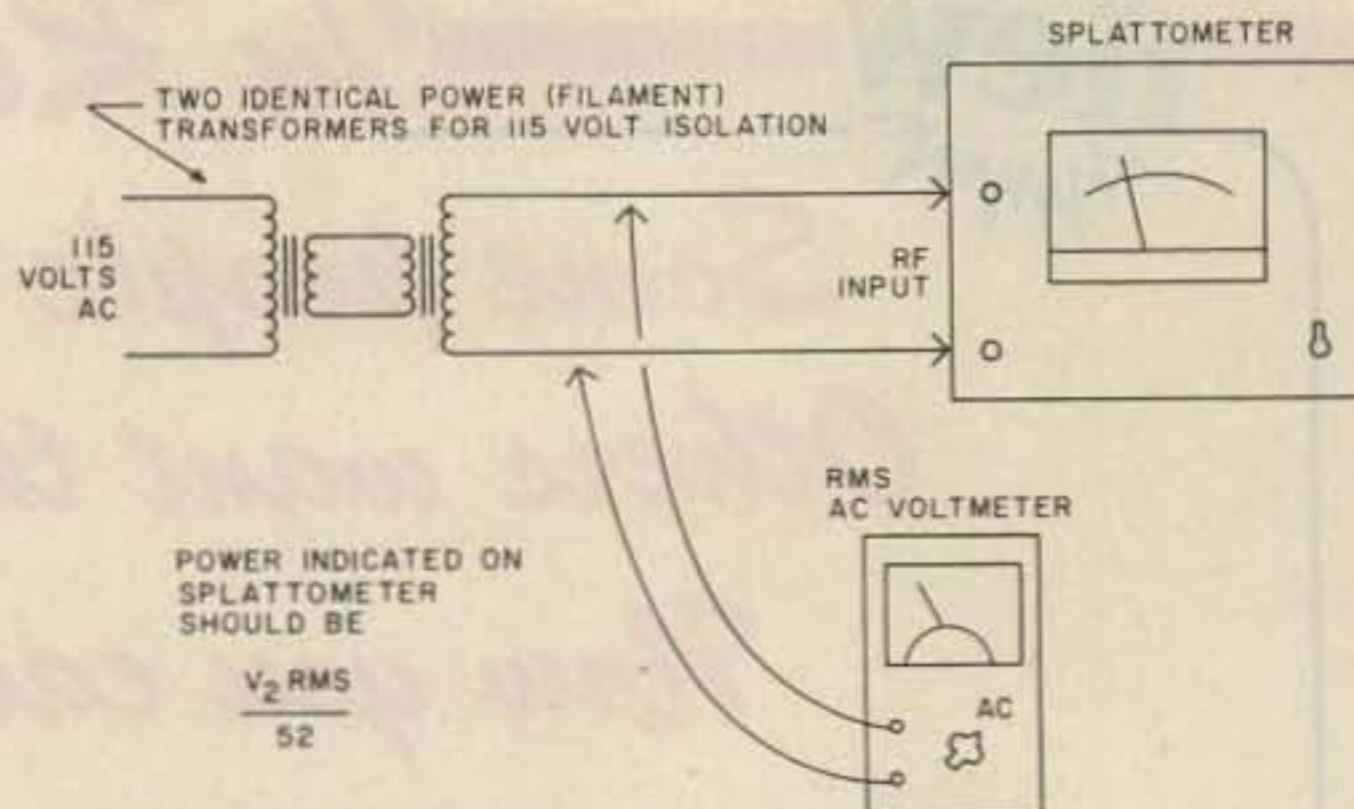 SPLATTOMETER
TWO IDENTICAL POWER (FILAMENT)
TRANSFORMERS FOR 115 VOLT ISOLATION
115
VOLTS
AC
RF
INPUT
RMS
AC VOLTMETER
POWER INDICATED ON
SPLATTOMETER
SHOULD BE
V₂ RMS
52
AC